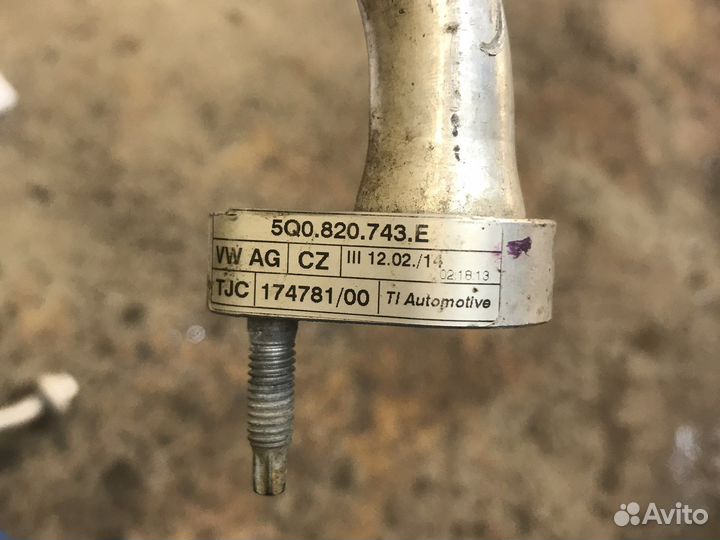 5Q0.820.743.E
VW AG CZ III 12.02./14
02:18:13
TJC 174781/00 TI Automotive
Avito